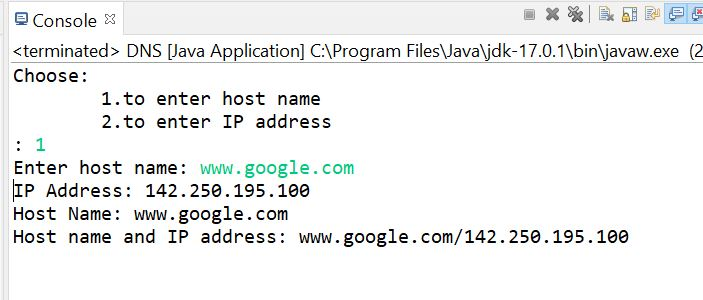 Console
<terminated> DNS [Java Application] C:\Program Files\Java\jdk-17.0.1\bin\javaw.exe (2
Choose:
1.to enter host name
2.to enter IP address
: 1
Enter host name: www.google.com
IP Address: 142.250.195.100
Host Name: www.google.com
Host name and IP address: www.google.com/142.250.195.100